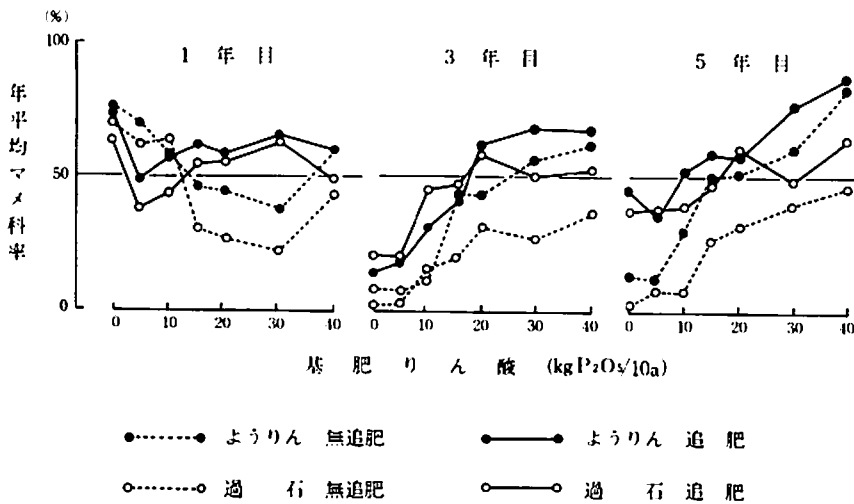 (%)
100
50
0
年平均マメ科率
1 年 目
3 年 目
5 年 目
0 10 20 30 40
0 10 20 30 40
0 10 20 30 40
基 肥 り ん 酸 (kgP₂O₅/10a)
ようりん 無追肥
ようりん 追 肥
過 石 無追肥
過 石 追 肥